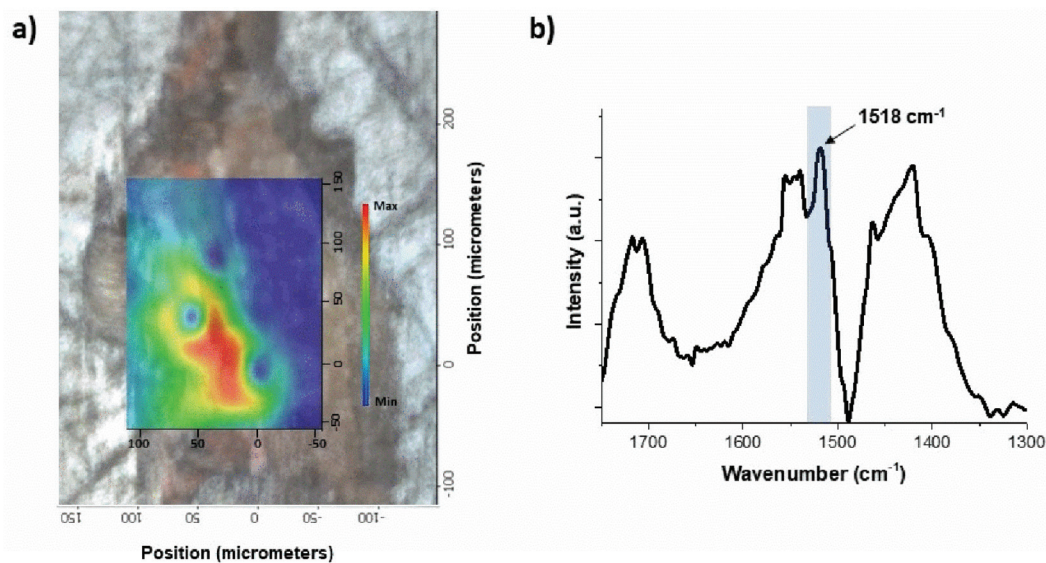 a)
200
100
0
-100
Position (micrometers)
150
100
50
0
-50
Max
Min
100
50
0
-50
150
100
50
0
-50
-100
Position (micrometers)
b)
1518 cm-1
Intensity (a.u.)
1700
1600
1500
1400
1300
Wavenumber (cm-1)